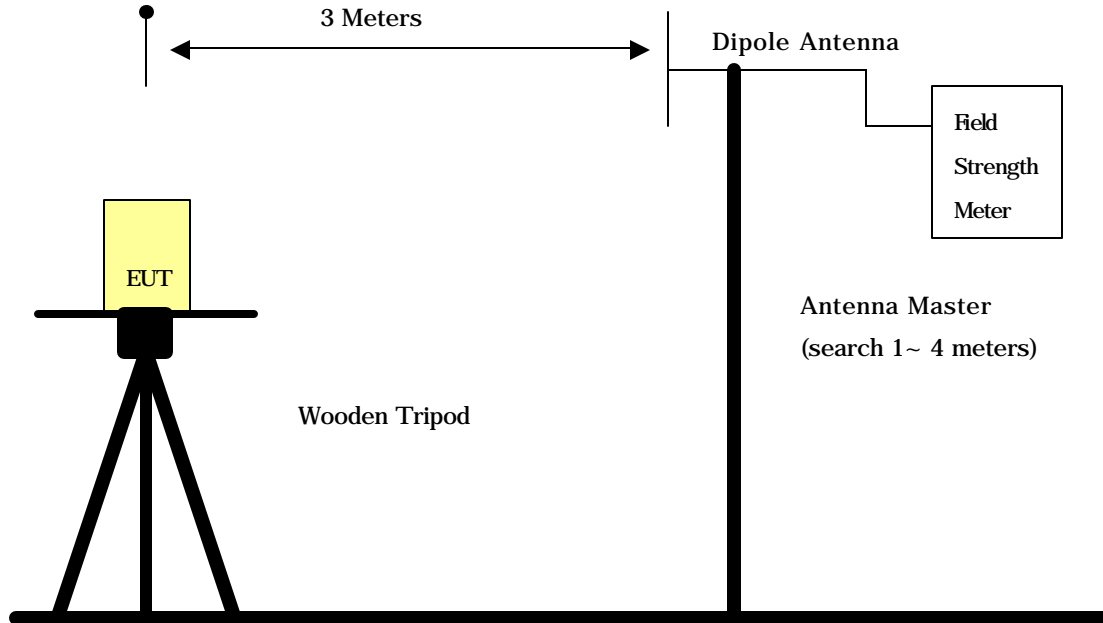 3 Meters
Dipole Antenna
Field
Strength
Meter
EUT
Antenna Master
(search 1~ 4 meters)
Wooden Tripod